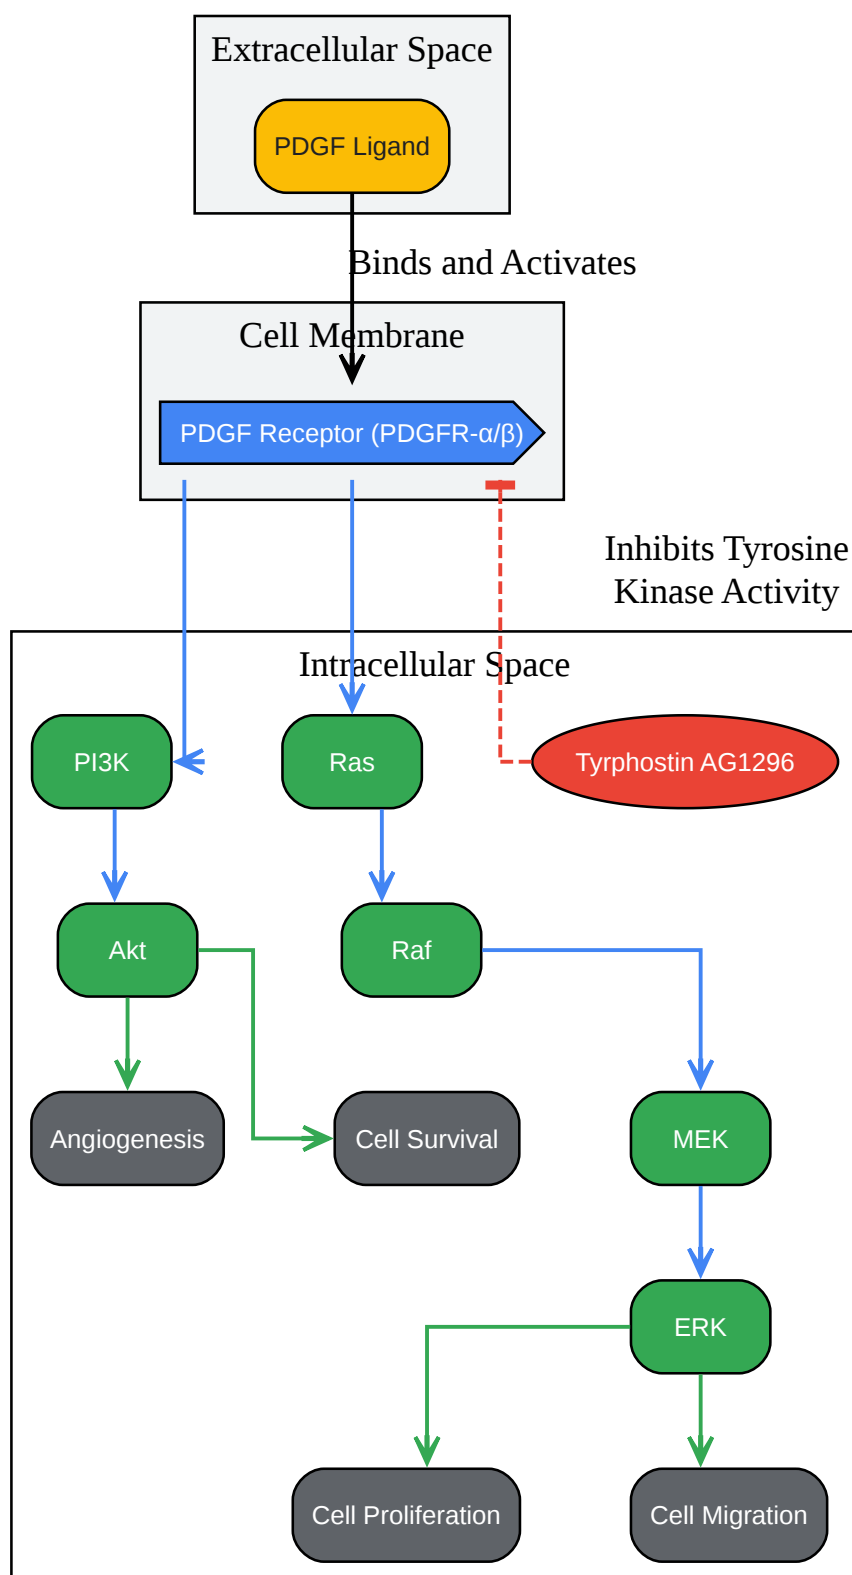 Extracellular Space
PDGF Ligand
Binds and Activates
Cell Membrane
PDGF Receptor (PDGFR-α/β)
Inhibits Tyrosine
Kinase Activity
Intracellular Space
PI3K
Ras
Tyrphostin AG1296
Akt
Raf
Angiogenesis
Cell Survival
MEK
ERK
Cell Proliferation
Cell Migration